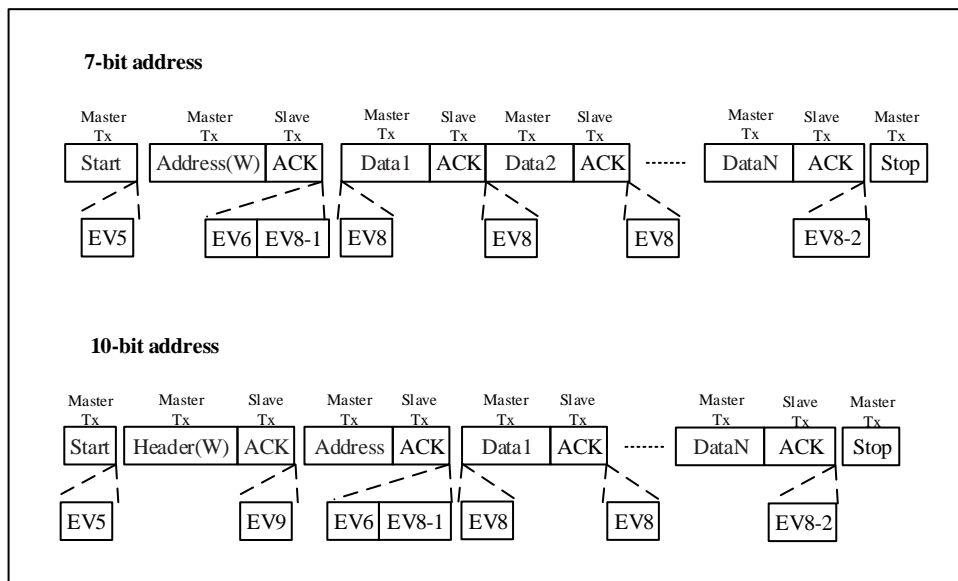 7-bit address
Master Master Slave Master Slave Master Slave Master Slave Master
Tx Tx Tx Tx Tx Tx Tx Tx Tx Tx
Start Address(W) ACK Data1 ACK Data2 ACK ........ DataN ACK Stop
EV5 EV6 EV8-1 EV8 EV8 EV8 EV8-2
10-bit address
Master Master Slave Master Slave Master Slave Master Slave Master
Tx Tx Tx Tx Tx Tx Tx Tx Tx Tx
Start Header(W) ACK Address ACK Data1 ACK ........ DataN ACK Stop
EV5 EV9 EV6 EV8-1 EV8 EV8 EV8-2